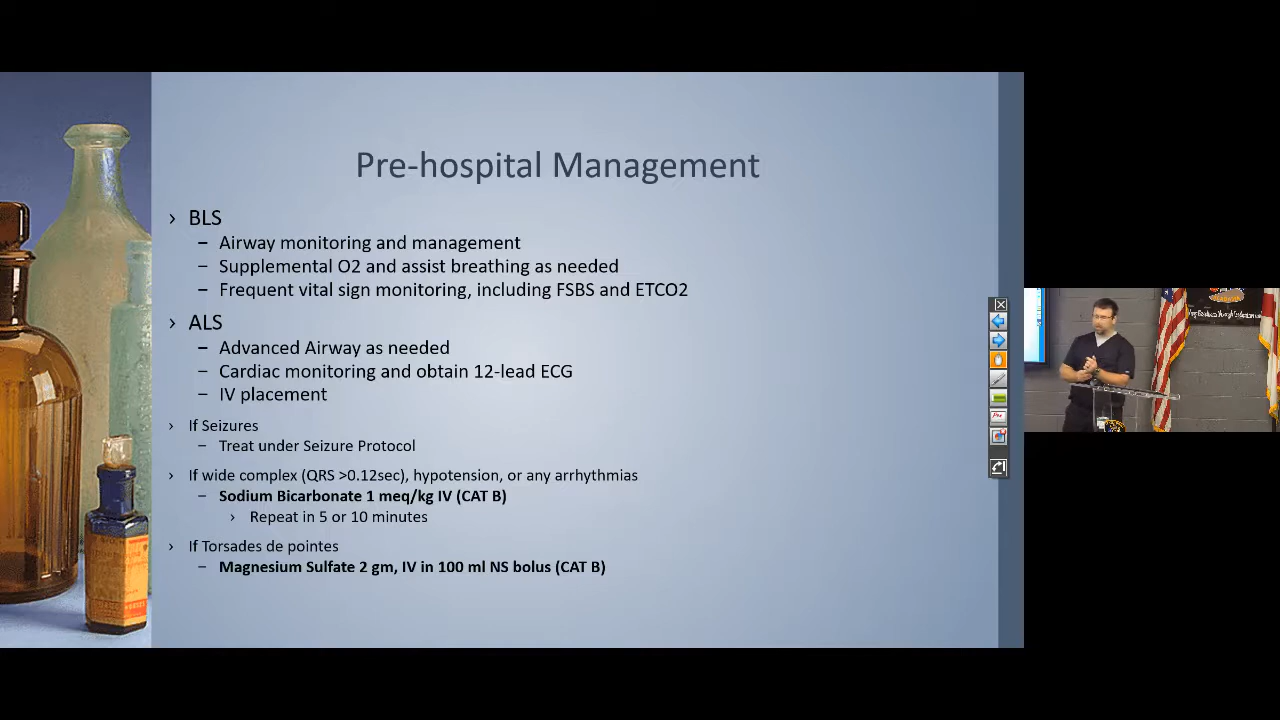 Pre-hospital Management
› BLS
– Airway monitoring and management
– Supplemental O2 and assist breathing as needed
– Frequent vital sign monitoring, including FSBS and ETCO2
› ALS
– Advanced Airway as needed
– Cardiac monitoring and obtain 12-lead ECG
– IV placement
› If Seizures
– Treat under Seizure Protocol
› If wide complex (QRS >0.12sec), hypotension, or any arrhythmias
– Sodium Bicarbonate 1 meq/kg IV (CAT B)
› Repeat in 5 or 10 minutes
› If Torsades de pointes
– Magnesium Sulfate 2 gm, IV in 100 ml NS bolus (CAT B)